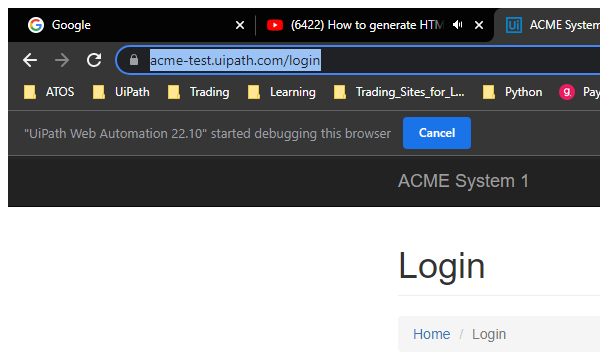 Google
(6422) How to generate HTM
ACME System
acme-test.uipath.com/login
ATOS UiPath Trading Learning Trading_Sites_for_L... Python Pay
"UiPath Web Automation 22.10" started debugging this browser Cancel
ACME System 1
Login
Home / Login